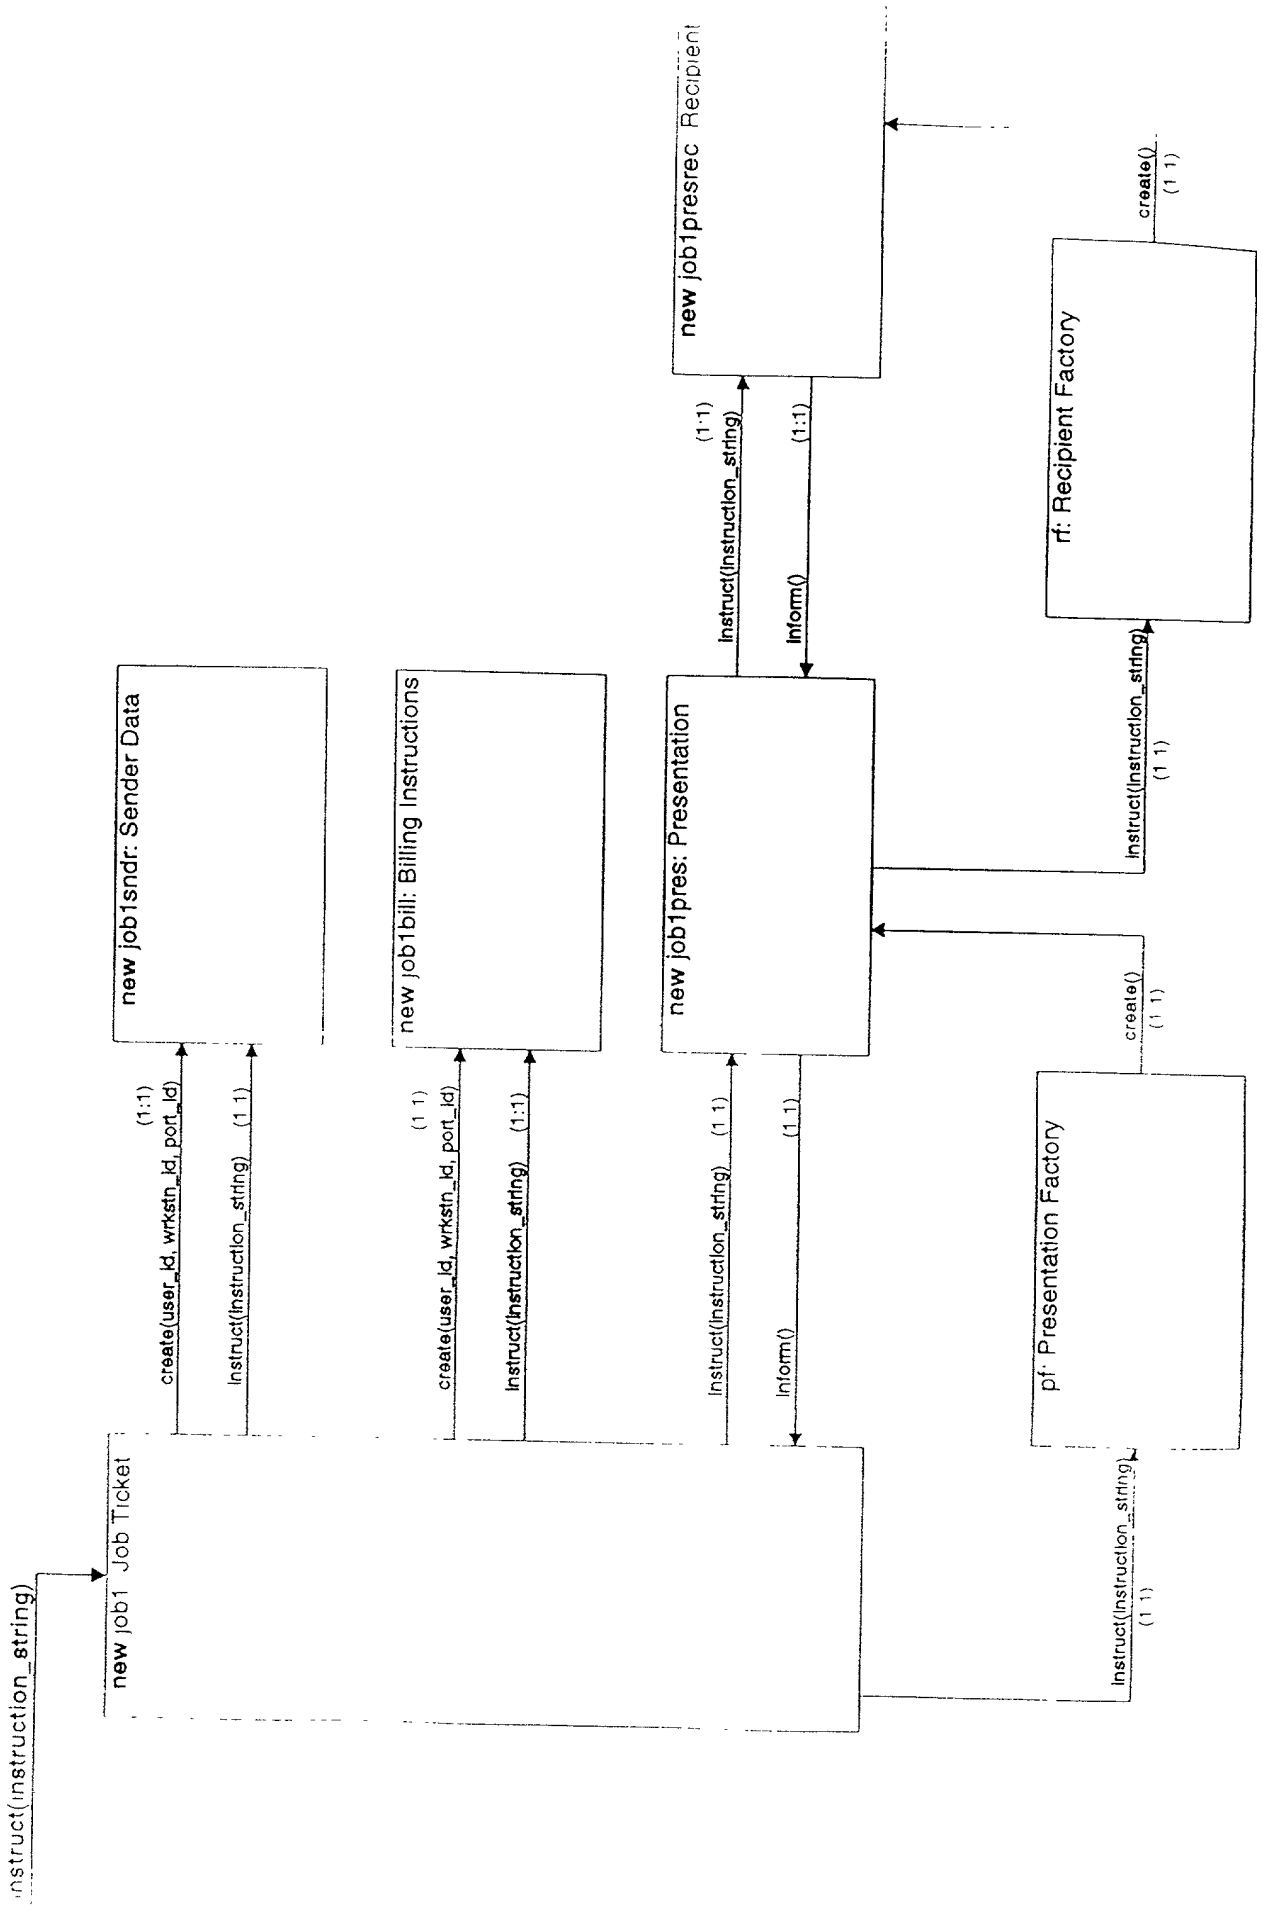 instruct(instruction_string)
new job1 Job Ticket
create(user_id, wrkstn_id, port_id)
(1:1)
instruct(instruction_string) (1 1)
new job1sndr: Sender Data
create(user_id, wrkstn_id, port_id)
(1 1)
instruct(instruction_string) (1:1)
new job1bill: Billing Instructions
instruct(instruction_string) (1 1)
inform() (1 1)
new job1pres: Presentation
instruct(instruction_string)
(1:1)
inform() (1:1)
new job1presrec Recipient
instruct(instruction_string)
(1 1)
pf: Presentation Factory
create()
(1 1)
instruct(instruction_string)
(1 1)
rf: Recipient Factory
create()
(1 1)